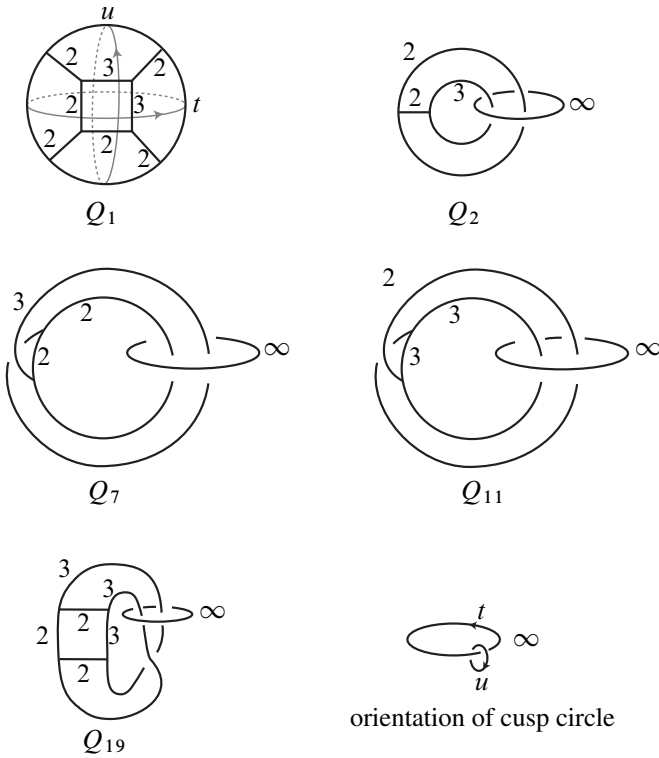 u
2 3 2
2 3 t
2 2 2
Q₁
2
2 3 ∞
Q₂
3 2
2 ∞
Q₇
2 3
3 ∞
Q₁₁
3 3
2 2 3 ∞
2
Q₁₉
t
∞
u
orientation of cusp circle